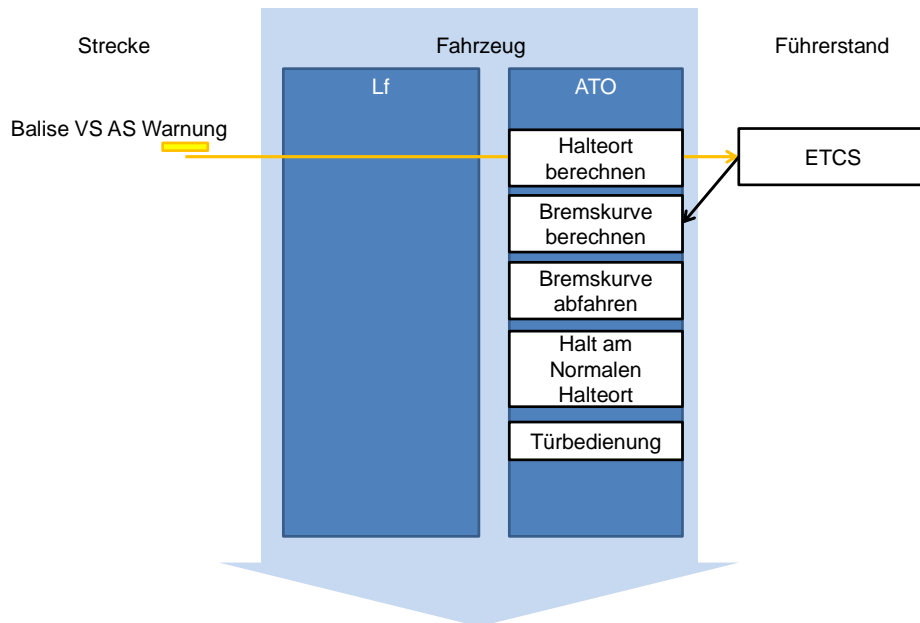 Strecke
Fahrzeug
Führerstand
Lf
ATO
Balise VS AS Warnung
Halteort
berechnen
ETCS
Bremskurve
berechnen
Bremskurve
abfahren
Halt am
Normalen
Halteort
Türbedienung